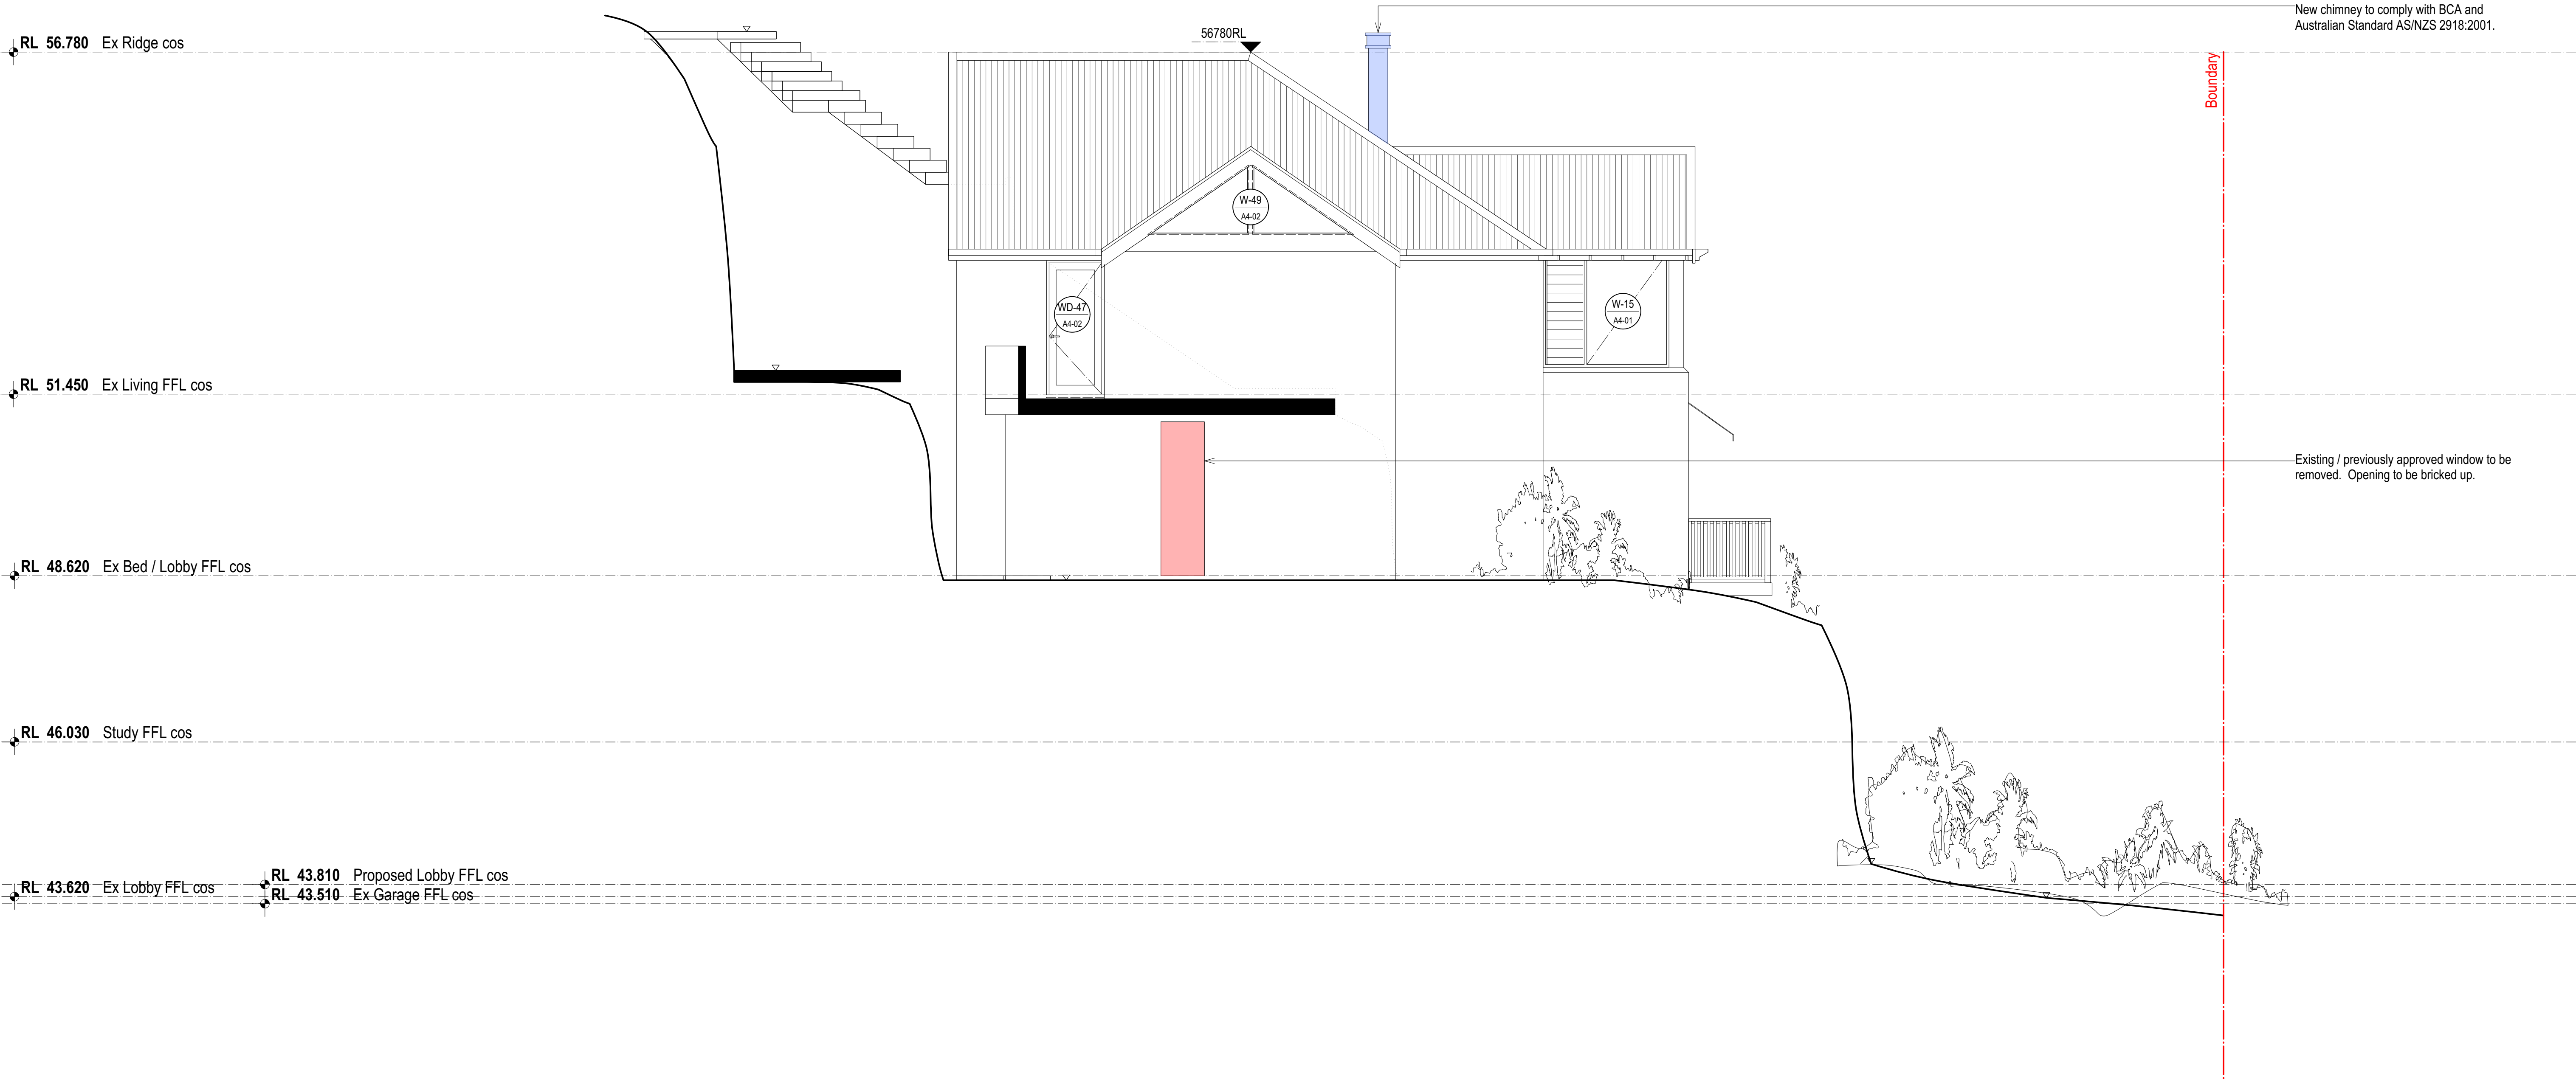 New chimney to comply with BCA and
Australian Standard AS/NZS 2918:2001.
56780RL
RL 56.780 Ex Ridge cos
Boundary
W-49
A4-02
WD-47
A4-02
W-15
A4-01
RL 51.450 Ex Living FFL cos
Existing / previously approved window to be
removed. Opening to be bricked up.
RL 48.620 Ex Bed / Lobby FFL cos
RL 46.030 Study FFL cos
RL 43.810 Proposed Lobby FFL cos
RL 43.620 Ex Lobby FFL cos
RL 43.510 Ex Garage FFL cos